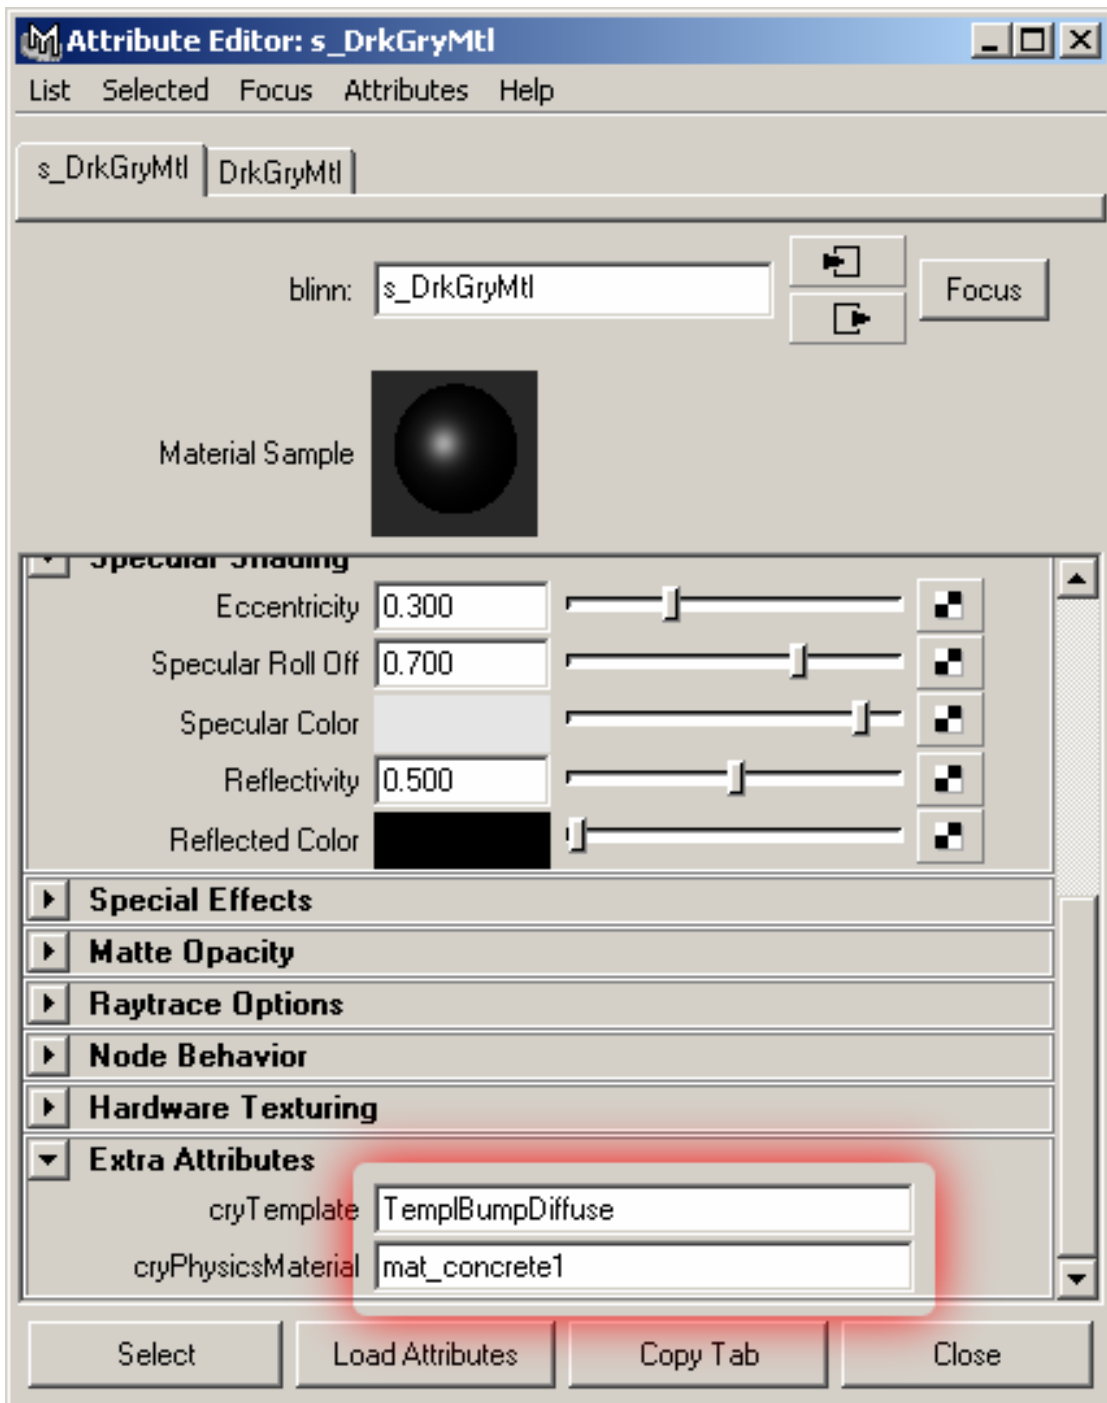 Attribute Editor: s_DrkGryMtl
List Selected Focus Attributes Help
s_DrkGryMtl DrkGryMtl
blinn: s_DrkGryMtl Focus
Material Sample
Specular Shading
Eccentricity 0.300
Specular Roll Off 0.700
Specular Color
Reflectivity 0.500
Reflected Color
Special Effects
Matte Opacity
Raytrace Options
Node Behavior
Hardware Texturing
Extra Attributes
cryTemplate TemplBumpDiffuse
cryPhysicsMaterial mat_concrete1
Select Load Attributes Copy Tab Close